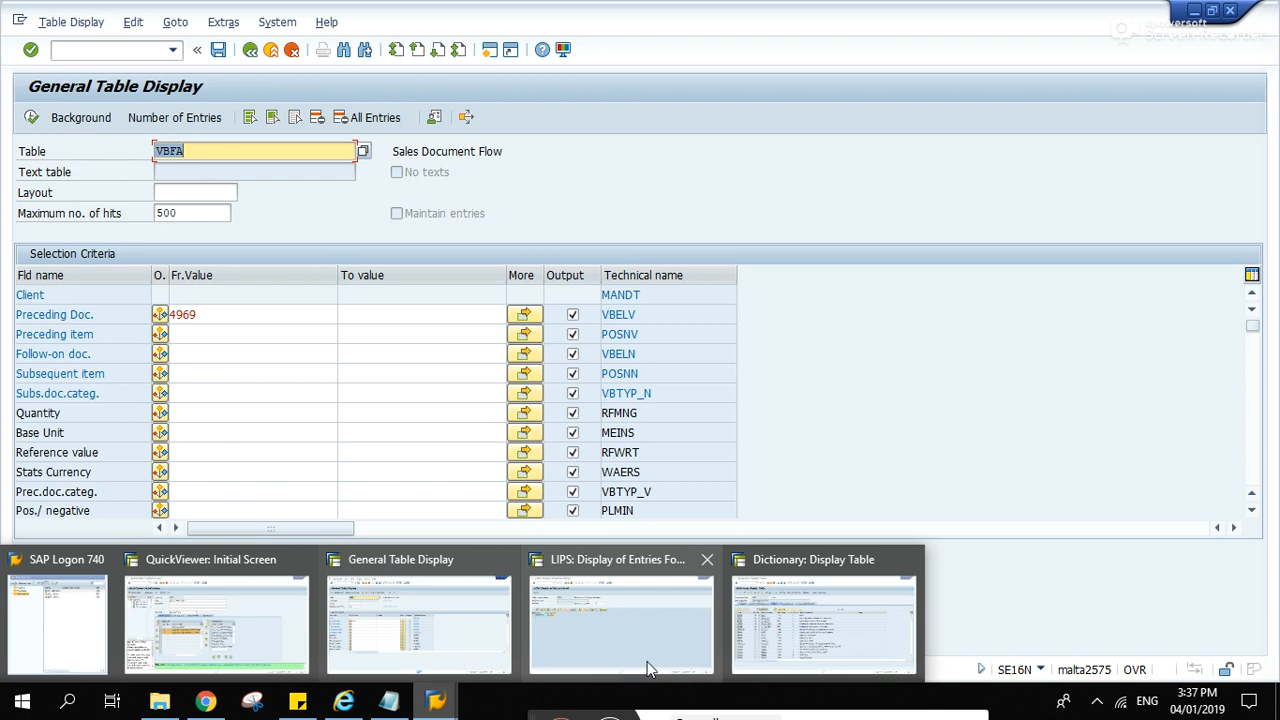 Table Display Edit Goto Extras System Help
Apowersoft
Screen Recorder
General Table Display
Background Number of Entries All Entries
Table VBFA Sales Document Flow
Text table No texts
Layout
Maximum no. of hits 500 Maintain entries
Selection Criteria
Fld name O. Fr.Value To value More Output Technical name
Client MANDT
Preceding Doc. 4969 VBELV
Preceding item POSNV
Follow-on doc. VBELN
Subsequent item POSNN
Subs.doc.categ. VBTYP_N
Quantity RFMNG
Base Unit MEINS
Reference value RFWRT
Stats Currency WAERS
Prec.doc.categ. VBTYP_V
Pos./ negative PLMIN
SAP Logon 740 QuickViewer: Initial Screen General Table Display LIPS: Display of Entries Fo... Dictionary: Display Table
SE16N malta2575 OVR
ENG 3:37 PM
04/01/2019